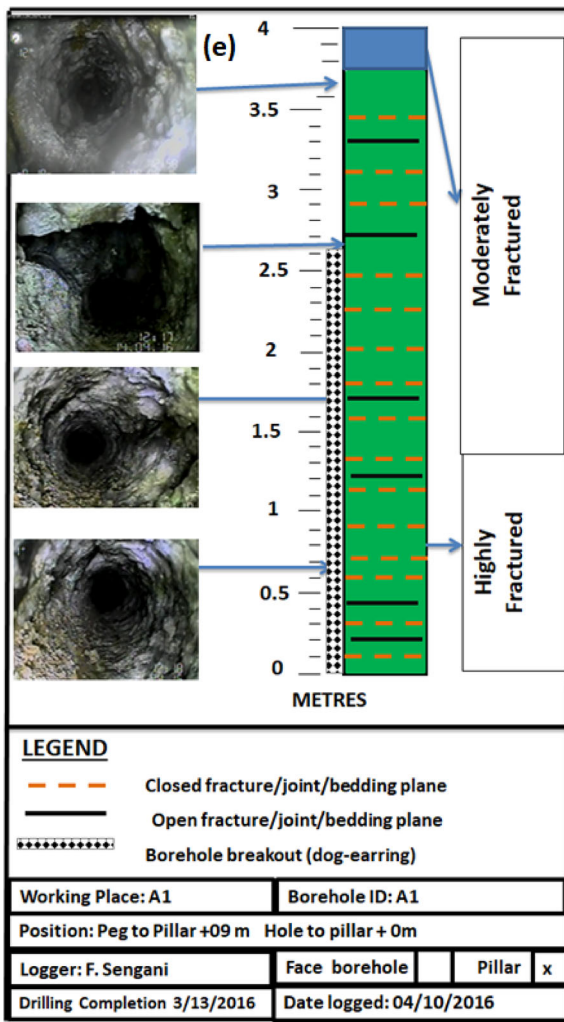 (e)
4
3.5
3
2.5
2
1.5
1
0.5
0
METRES
Moderately
Fractured
Highly
Fractured
12:17
LEGEND
Closed fracture/joint/bedding plane
Open fracture/joint/bedding plane
Borehole breakout (dog-earring)
Working Place: A1 Borehole ID: A1
Position: Peg to Pillar +09 m Hole to pillar + 0m
Logger: F. Sengani Face borehole Pillar x
Drilling Completion 3/13/2016 Date logged: 04/10/2016